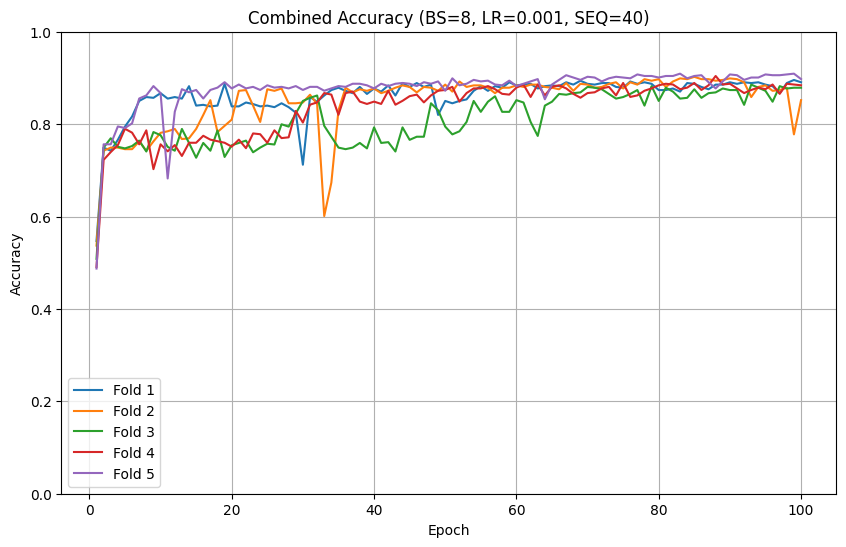 Combined Accuracy (BS=8, LR=0.001, SEQ=40)
1.0
0.8
0.6
0.4
0.2
0.0
Accuracy
Fold 1
Fold 2
Fold 3
Fold 4
Fold 5
0 20 40 60 80 100
Epoch